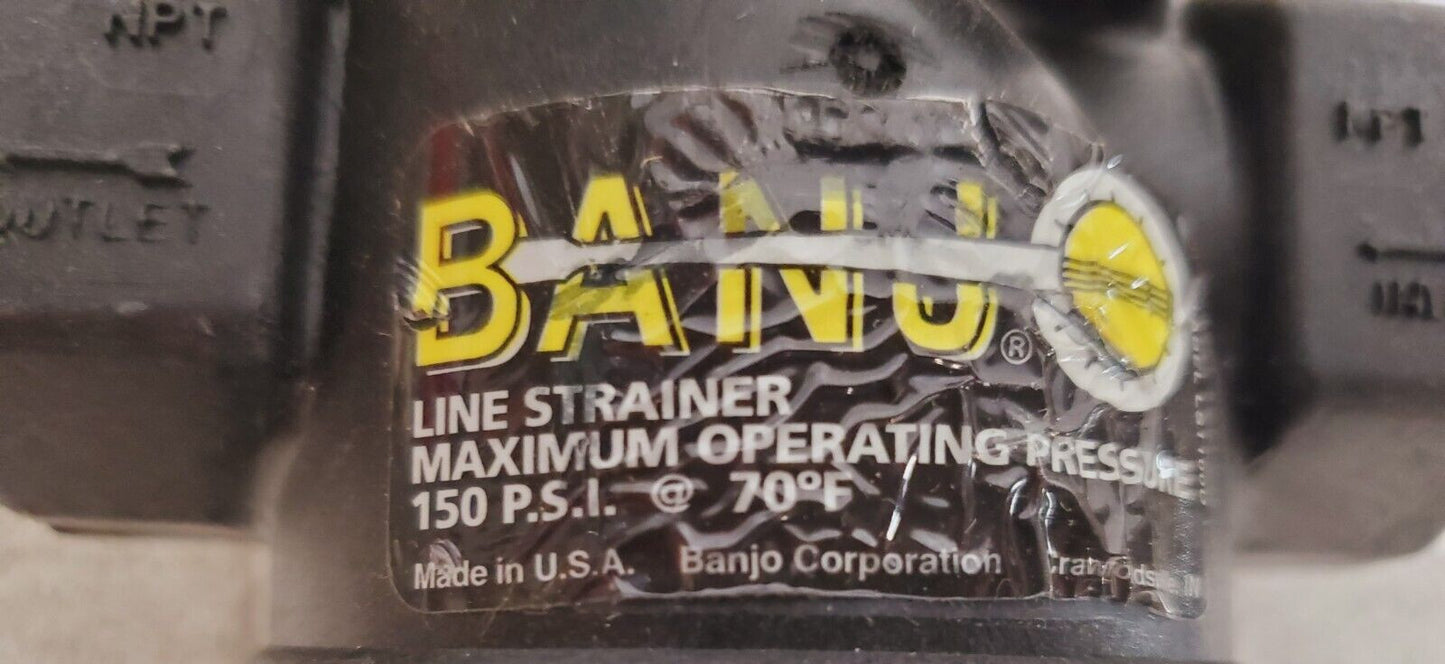 NPT
OUTLET
BANJO®
LINE STRAINER
MAXIMUM OPERATING PRESSURE
150 P.S.I. @ 70°F
Made in U.S.A. Banjo Corporation
NPT